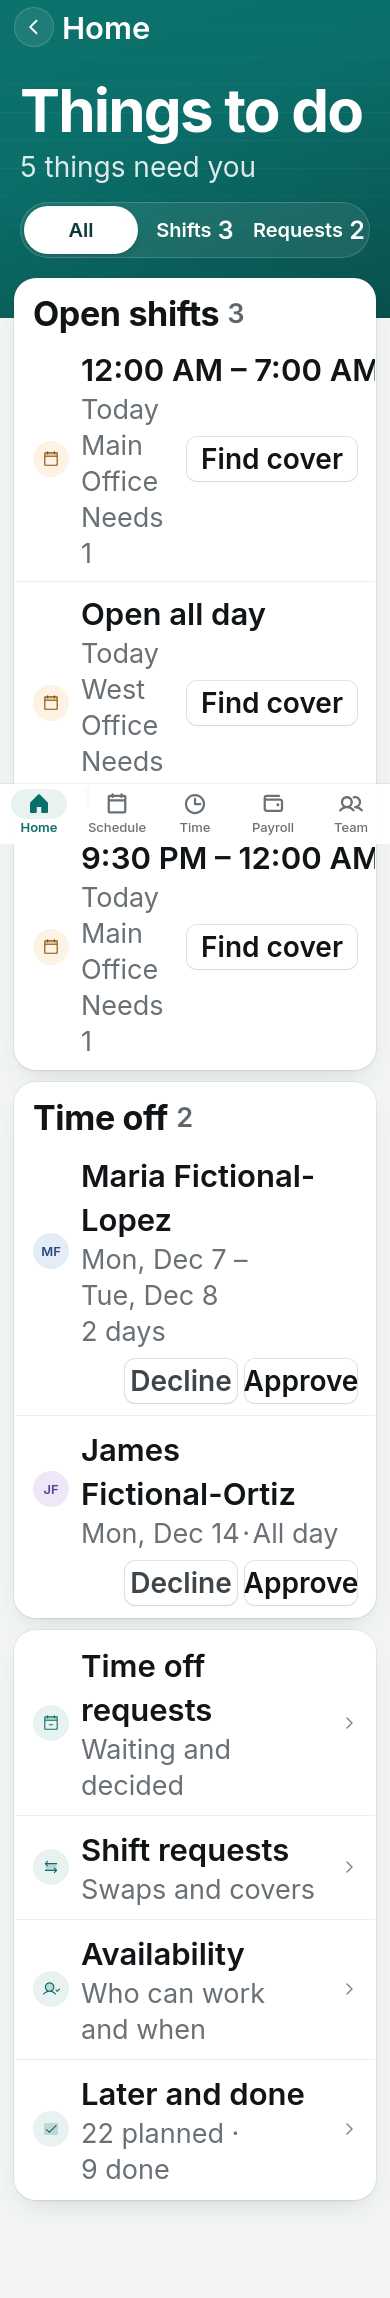 Home
Things to do
5 things need you
All
Shifts 3
Requests 2
Open shifts 3
12:00 AM – 7:00 AM
Today
Main
Office
Needs
1
Find cover
Open all day
Today
West
Office
Needs
Find cover
Home
Schedule
Time
Payroll
Team
9:30 PM – 12:00 AM
Today
Main
Office
Needs
1
Find cover
Time off 2
MF
Maria Fictional-
Lopez
Mon, Dec 7 –
Tue, Dec 8
2 days
Decline
Approve
JF
James
Fictional-Ortiz
Mon, Dec 14·All day
Decline
Approve
Time off
requests
Waiting and
decided
Shift requests
Swaps and covers
Availability
Who can work
and when
Later and done
22 planned ·
9 done